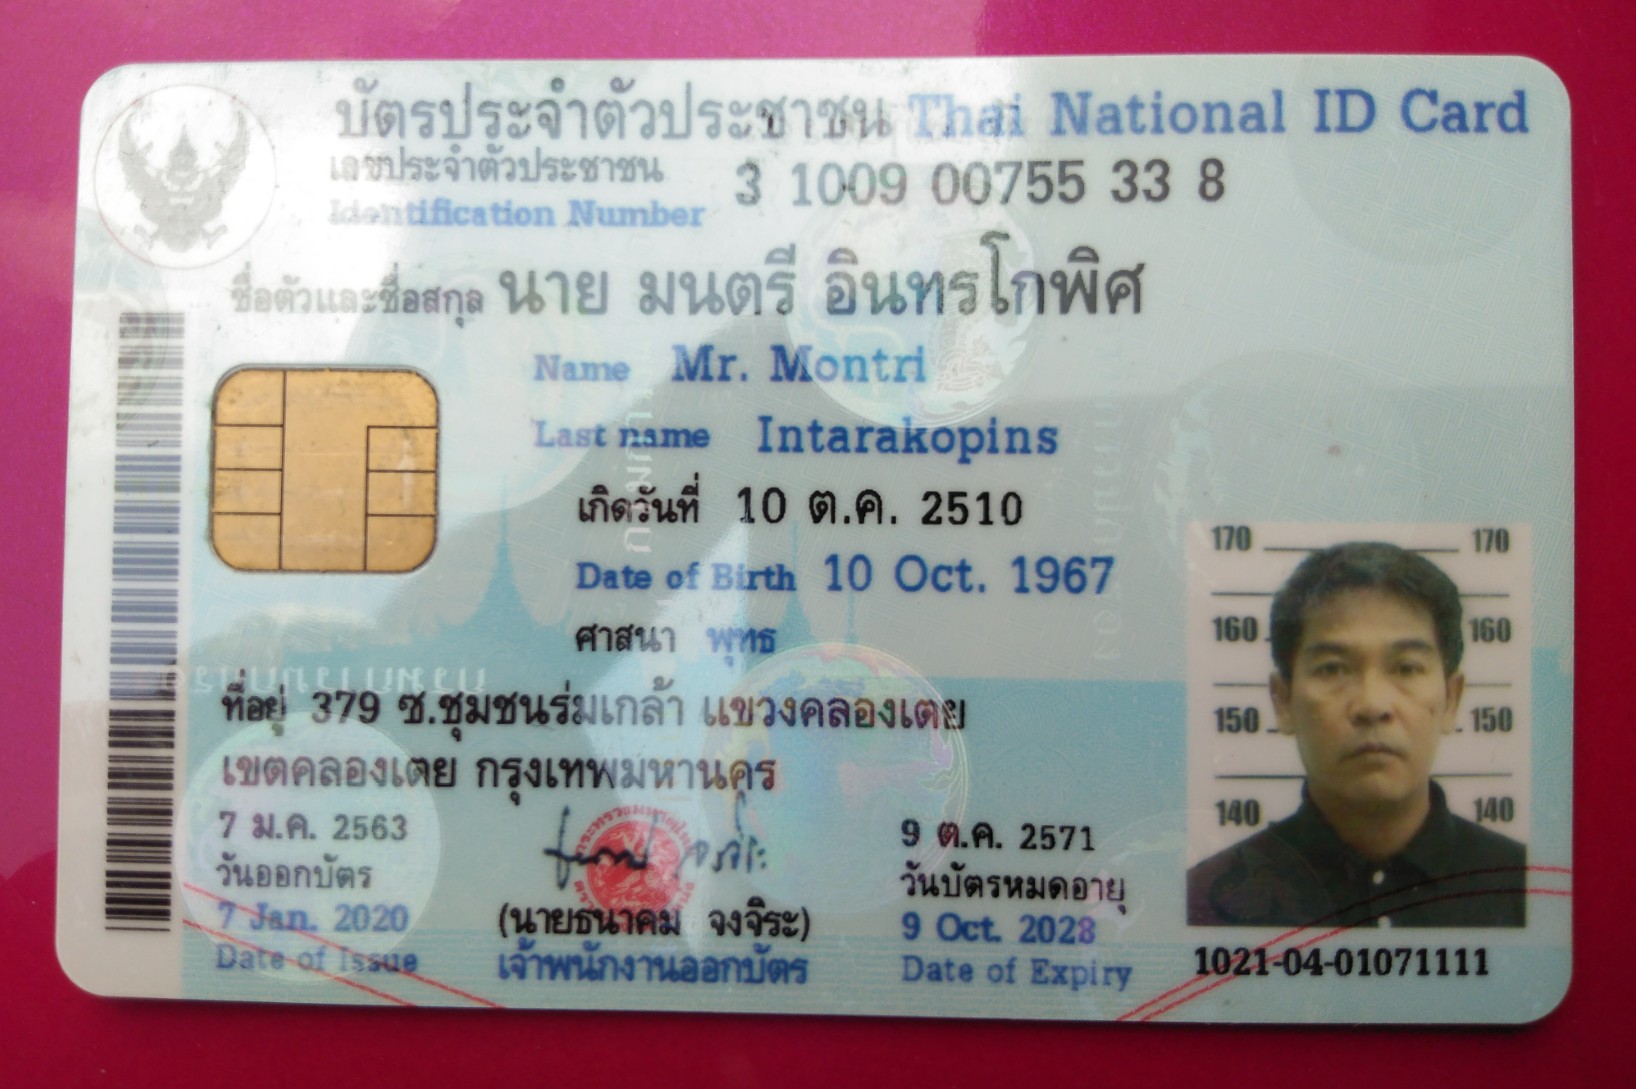 บัตรประจำตัวประชาชน Thai National ID Card
เลขประจำตัวประชาชน 3 1009 00755 33 8
Identification Number
ชื่อตัวและชื่อสกุล นาย มนตรี อินทรโกพิศ
Name Mr. Montri
Last name Intarakopins
เกิดวันที่ 10 ต.ค. 2510
Date of Birth 10 Oct. 1967
ศาสนา พุทธ
ที่อยู่ 379 ซ.ชุมชนร่มเกล้า แขวงคลองเตย
เขตคลองเตย กรุงเทพมหานคร
7 ม.ค. 2563
วันออกบัตร
7 Jan. 2020
Date of Issue
(นายธนาคม จงจิระ)
เจ้าพนักงานออกบัตร
9 ต.ค. 2571
วันบัตรหมดอายุ
9 Oct. 2028
Date of Expiry
170 170
160 160
150 150
140 140
1021-04-01071111